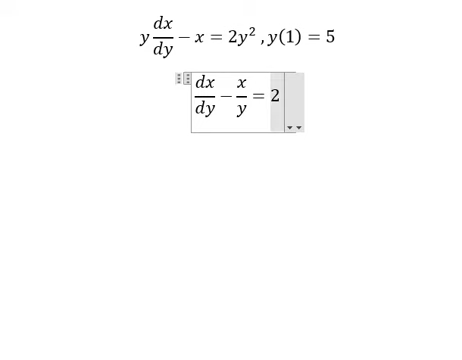 y dx/dy − x = 2y² , y(1) = 5
dx/dy − x/y = 2